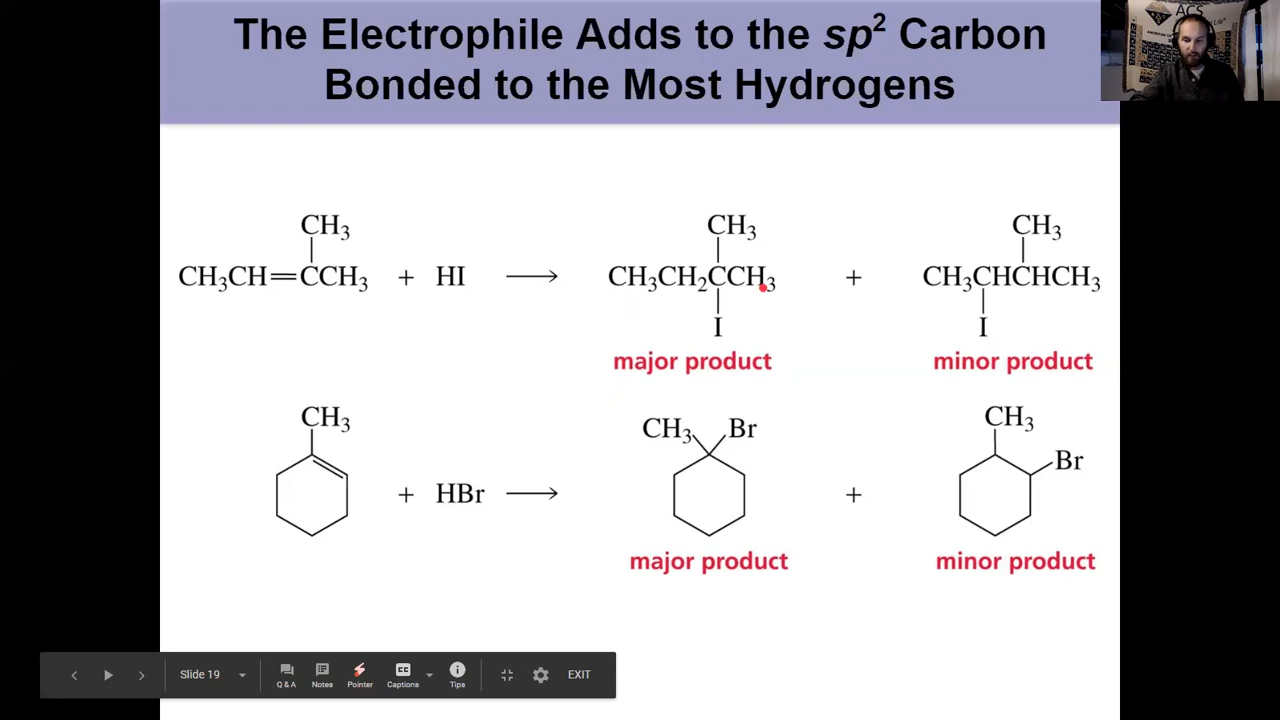 The Electrophile Adds to the sp² Carbon
Bonded to the Most Hydrogens
ACS
CH₃
CH₃CH=CCH₃ + HI → CH₃CH₂CCH₃ + CH₃CHCHCH₃
CH₃
CH₃
I
I
major product
minor product
CH₃
+ HBr →
CH₃ Br
+
CH₃
Br
major product
minor product
Slide 19
Q & A
Notes
Pointer
CC
Captions
Tips
EXIT